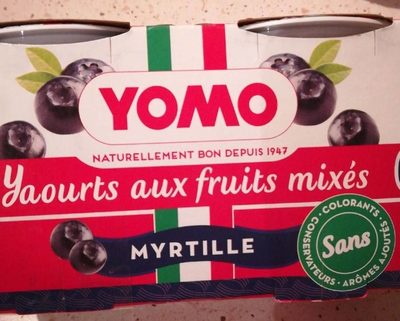 YOMO
NATURELLEMENT BON DEPUIS 1947
Yaourts aux fruits mixés
MYRTILLE
Sans
COLORANTS · CONSERVATEURS · ARÔMES AJOUTÉS ·